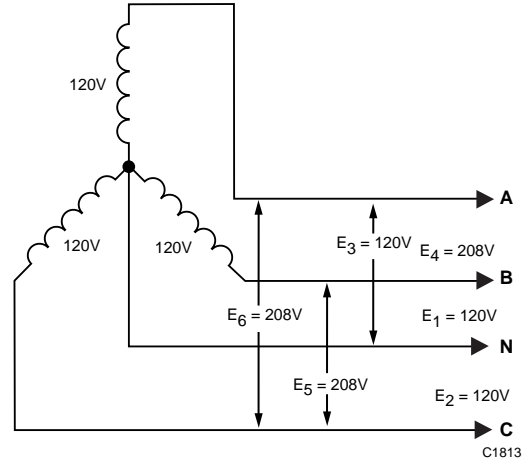 120V
A
E3 = 120V
E4 = 208V
120V
120V
B
E6 = 208V
E1 = 120V
N
E5 = 208V
E2 = 120V
C
C1813